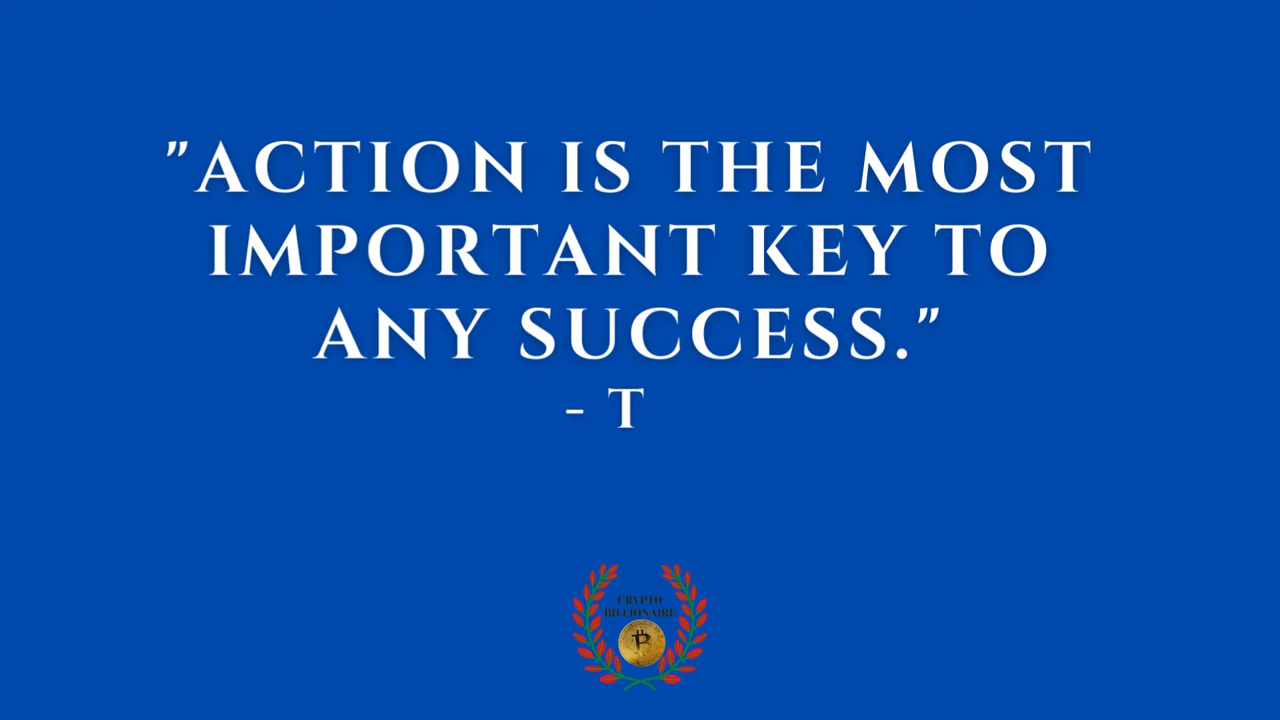 "ACTION IS THE MOST
IMPORTANT KEY TO
ANY SUCCESS."
- T
CRYPTO
BILLIONAIRE